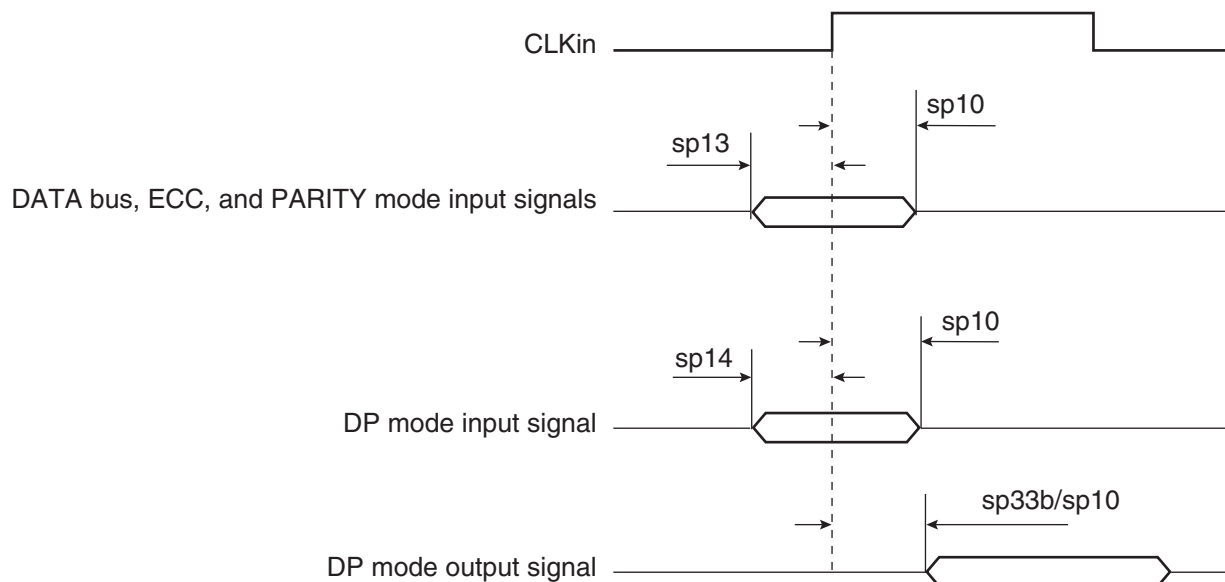 CLKin
sp10
sp13
DATA bus, ECC, and PARITY mode input signals
sp10
sp14
DP mode input signal
sp33b/sp10
DP mode output signal